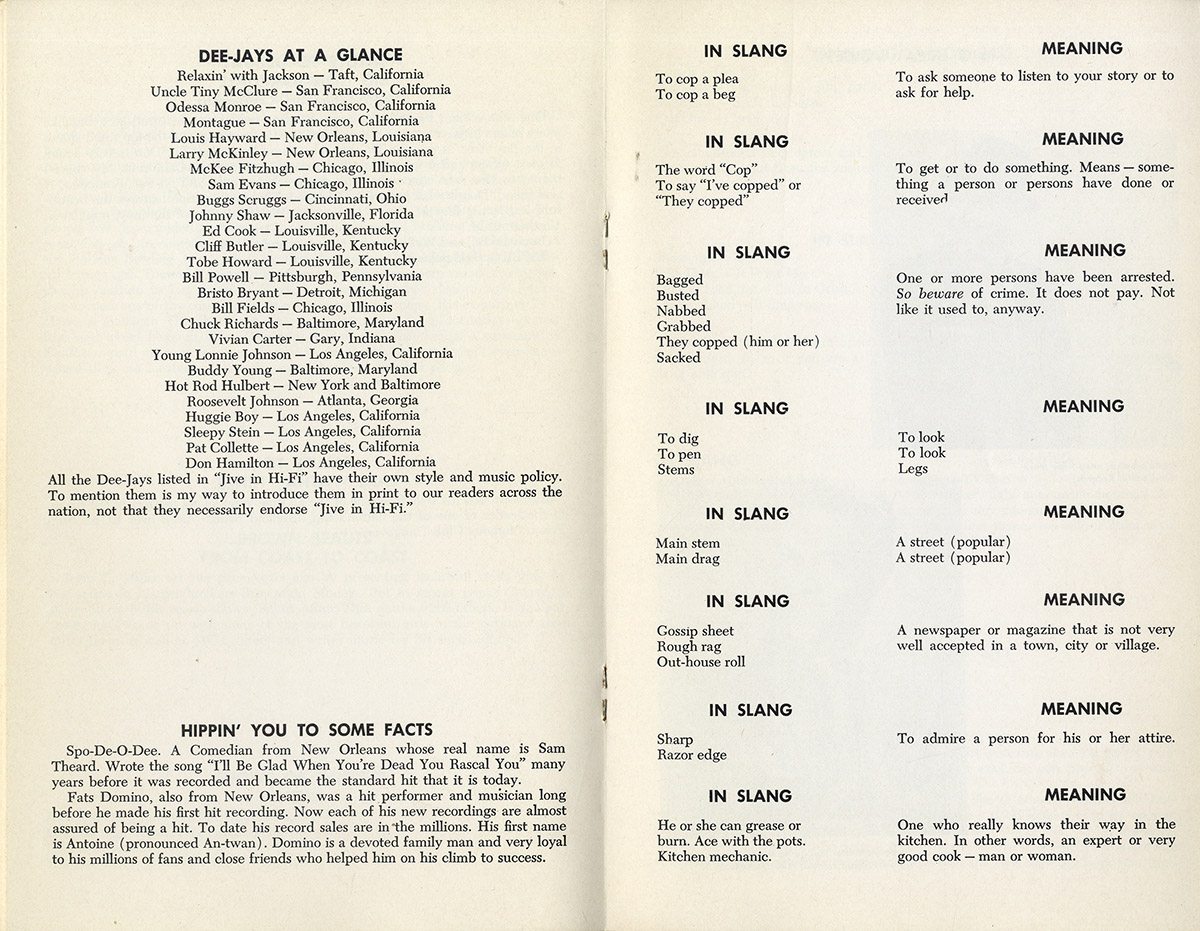 DEE-JAYS AT A GLANCE
Relaxin' with Jackson — Taft, California
Uncle Tiny McClure — San Francisco, California
Odessa Monroe — San Francisco, California
Montague — San Francisco, California
Louis Hayward — New Orleans, Louisiana
Larry McKinley — New Orleans, Louisiana
McKee Fitzhugh — Chicago, Illinois
Sam Evans — Chicago, Illinois
Buggs Scruggs — Cincinnati, Ohio
Johnny Shaw — Jacksonville, Florida
Ed Cook — Louisville, Kentucky
Cliff Butler — Louisville, Kentucky
Tobe Howard — Louisville, Kentucky
Bill Powell — Pittsburgh, Pennsylvania
Bristo Bryant — Detroit, Michigan
Bill Fields — Chicago, Illinois
Chuck Richards — Baltimore, Maryland
Vivian Carter — Gary, Indiana
Young Lonnie Johnson — Los Angeles, California
Buddy Young — Baltimore, Maryland
Hot Rod Hulbert — New York and Baltimore
Roosevelt Johnson — Atlanta, Georgia
Huggie Boy — Los Angeles, California
Sleepy Stein — Los Angeles, California
Pat Collette — Los Angeles, California
Don Hamilton — Los Angeles, California
All the Dee-Jays listed in “Jive in Hi-Fi” have their own style and music policy.
To mention them is my way to introduce them in print to our readers across the
nation, not that they necessarily endorse “Jive in Hi-Fi.”
HIPPIN' YOU TO SOME FACTS
Spo-De-O-Dee. A Comedian from New Orleans whose real name is Sam
Theard. Wrote the song “I'll Be Glad When You're Dead You Rascal You” many
years before it was recorded and became the standard hit that it is today.
Fats Domino, also from New Orleans, was a hit performer and musician long
before he made his first hit recording. Now each of his new recordings are almost
assured of being a hit. To date his record sales are in the millions. His first name
is Antoine (pronounced An-twan). Domino is a devoted family man and very loyal
to his millions of fans and close friends who helped him on his climb to success.
IN SLANG
MEANING
To cop a plea
To cop a beg
To ask someone to listen to your story or to
ask for help.
IN SLANG
MEANING
The word “Cop”
To say “I've copped” or
“They copped”
To get or to do something. Means — some-
thing a person or persons have done or
received
IN SLANG
MEANING
Bagged
Busted
Nabbed
Grabbed
They copped (him or her)
Sacked
One or more persons have been arrested.
So beware of crime. It does not pay. Not
like it used to, anyway.
IN SLANG
MEANING
To dig
To pen
Stems
To look
To look
Legs
IN SLANG
MEANING
Main stem
Main drag
A street (popular)
A street (popular)
IN SLANG
MEANING
Gossip sheet
Rough rag
Out-house roll
A newspaper or magazine that is not very
well accepted in a town, city or village.
IN SLANG
MEANING
Sharp
Razor edge
To admire a person for his or her attire.
IN SLANG
MEANING
He or she can grease or
burn. Ace with the pots.
Kitchen mechanic.
One who really knows their way in the
kitchen. In other words, an expert or very
good cook — man or woman.